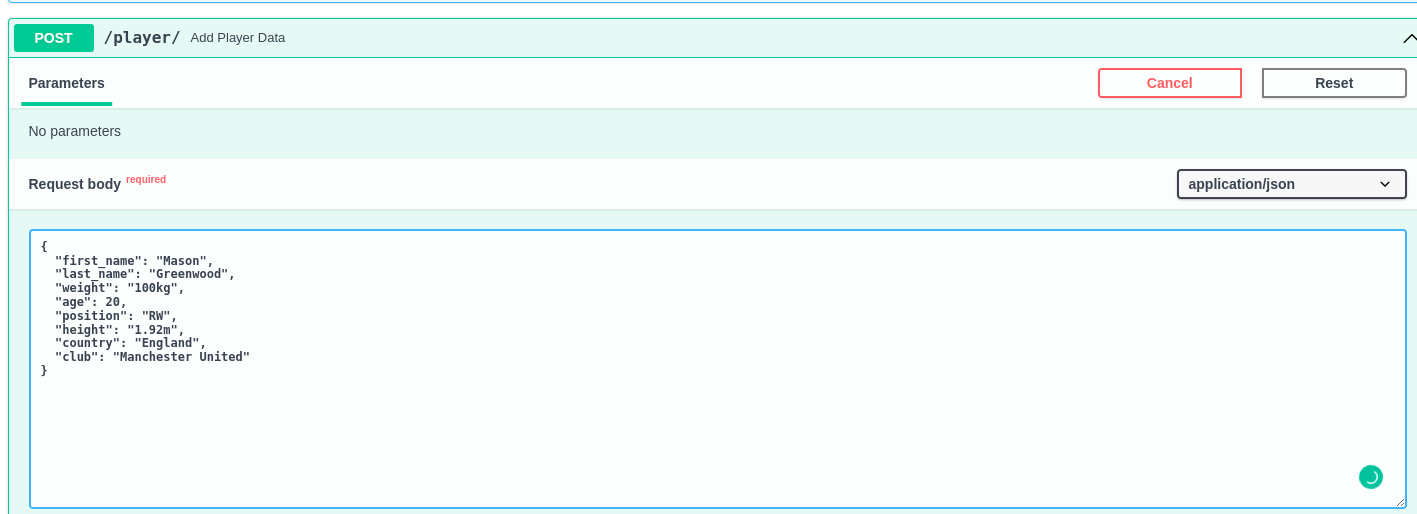 POST /player/ Add Player Data
Parameters
Cancel
Reset
No parameters
Request body required
application/json
{
  "first_name": "Mason",
  "last_name": "Greenwood",
  "weight": "100kg",
  "age": 20,
  "position": "RW",
  "height": "1.92m",
  "country": "England",
  "club": "Manchester United"
}